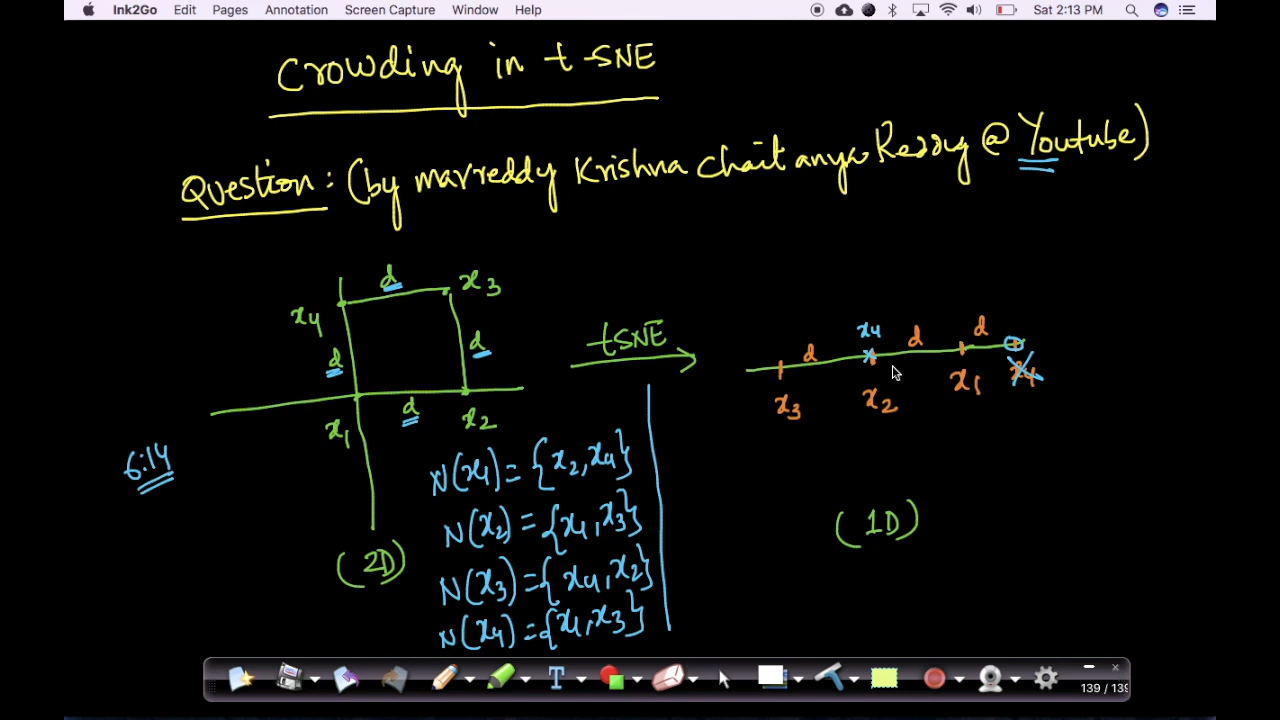 Ink2Go Edit Pages Annotation Screen Capture Window Help Sat 2:13 PM
Crowding in t-SNE
Question: (by marreddy Krishna Chaitanya Reddy @ Youtube)
d
x4 x3
d d
d
x1 x2
tSNE
x4 d d
d
x3 x2 x1 x4
6:14
N(x1) = {x2, x4}
N(x2) = {x1, x3}
N(x3) = {x4, x2}
N(x4) = {x1, x3}
(2D)
(1D)
T
139 / 139